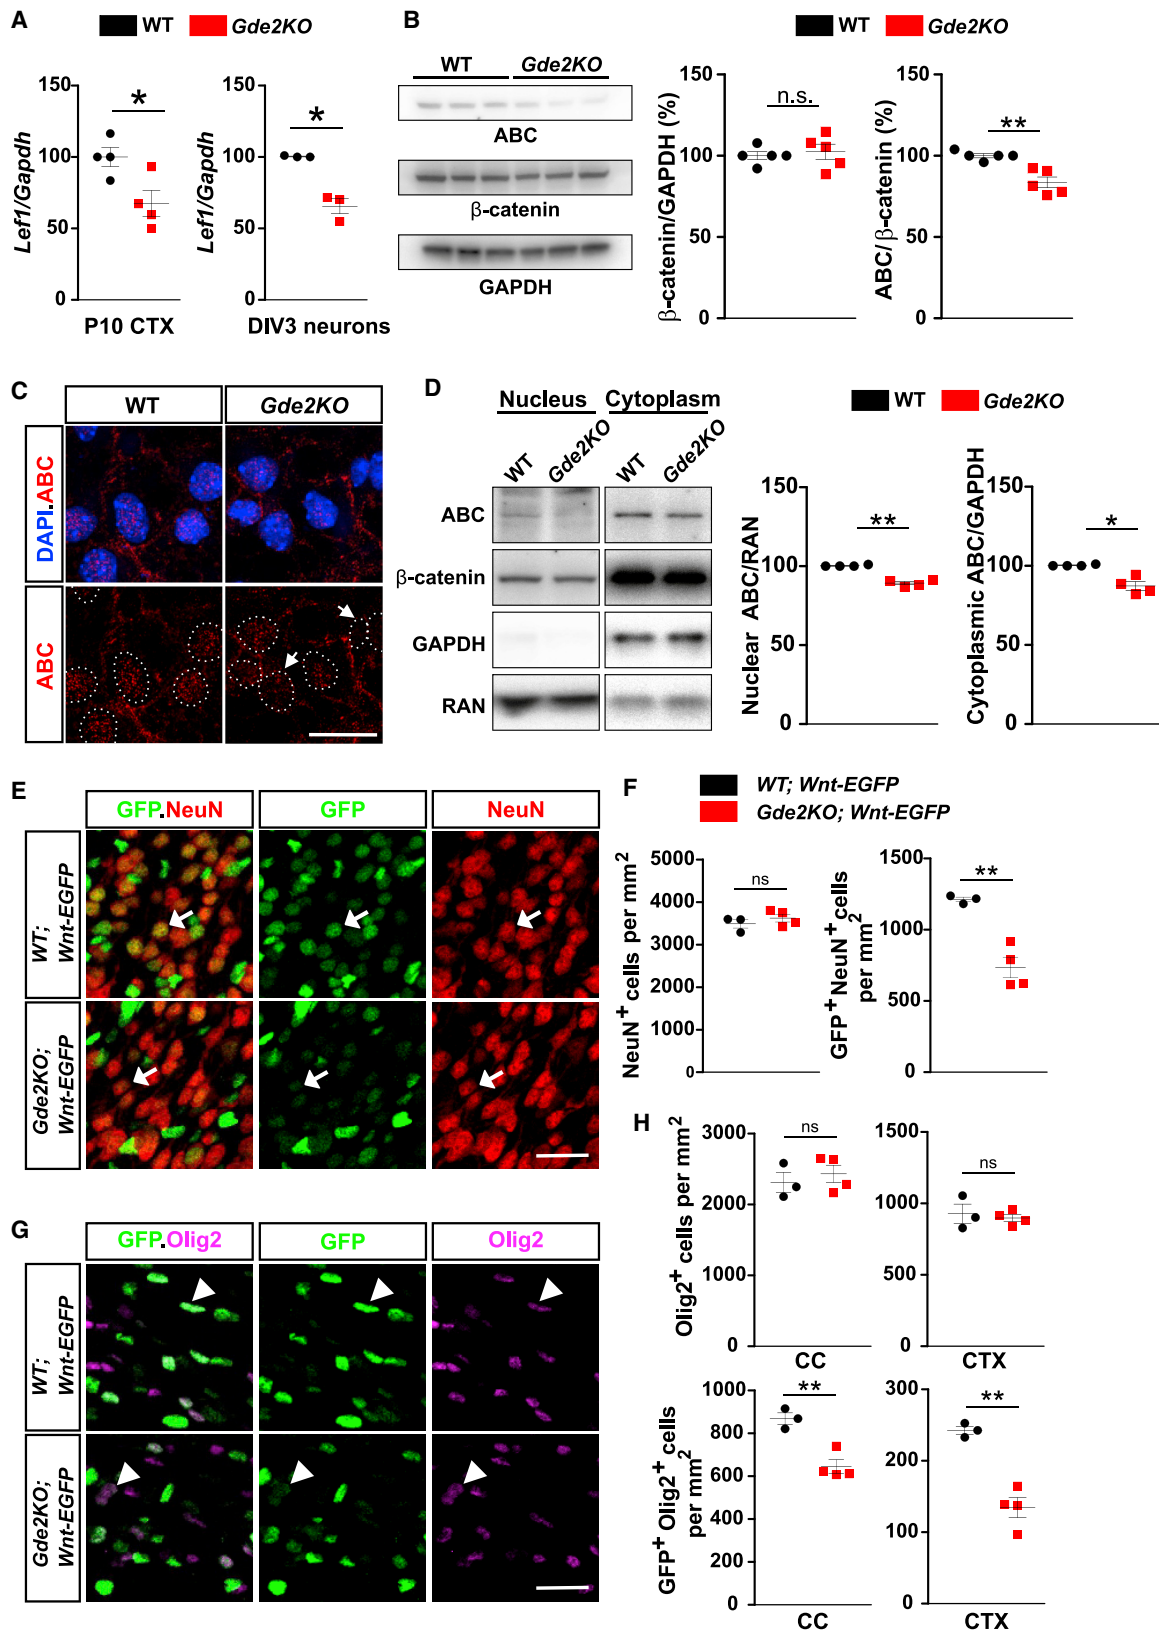 A
WT
Gde2KO
Lef1/Gapdh
150
100
50
0
*
P10 CTX
Lef1/Gapdh
150
100
50
0
*
DIV3 neurons
B
WT
Gde2KO
ABC
β-catenin
GAPDH
WT
Gde2KO
β-catenin/GAPDH (%)
150
100
50
0
n.s.
ABC/β-catenin (%)
150
100
50
0
**
C
WT
Gde2KO
DAPI.ABC
ABC
D
Nucleus
Cytoplasm
WT
Gde2KO
WT
Gde2KO
ABC
β-catenin
GAPDH
RAN
WT
Gde2KO
Nuclear ABC/RAN
150
100
50
0
**
Cytoplasmic ABC/GAPDH
150
100
50
0
*
E
GFP.NeuN
GFP
NeuN
WT;
Wnt-EGFP
Gde2KO;
Wnt-EGFP
F
WT; Wnt-EGFP
Gde2KO; Wnt-EGFP
NeuN+ cells per mm2
5000
4000
3000
2000
1000
0
ns
GFP+ NeuN+ cells
per mm2
1500
1000
500
0
**
G
GFP.Olig2
GFP
Olig2
WT;
Wnt-EGFP
Gde2KO;
Wnt-EGFP
H
Olig2+ cells per mm2
3000
2000
1000
0
ns
CC
1500
1000
500
0
ns
CTX
GFP+ Olig2+ cells
per mm2
1000
800
600
400
200
0
**
CC
300
200
100
0
**
CTX